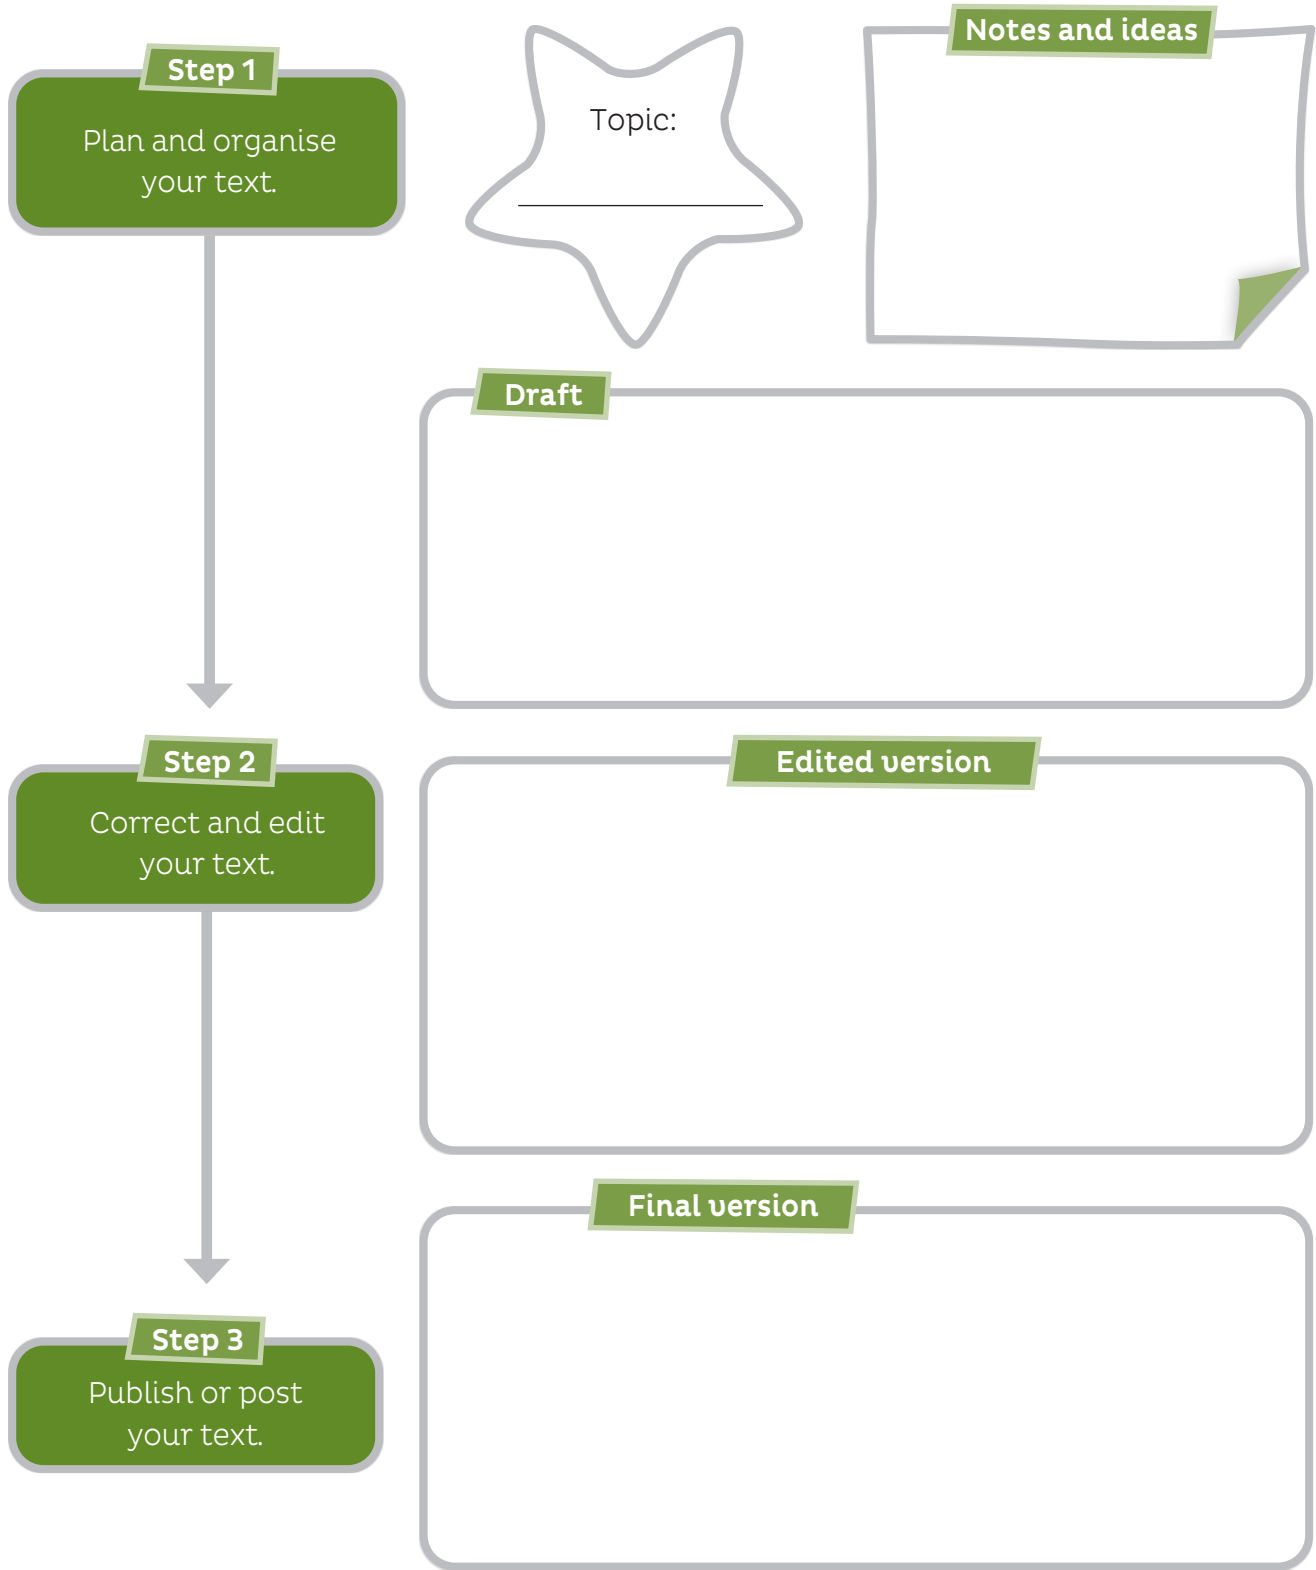 Step 1
Plan and organise
your text.
Topic:
Notes and ideas
Draft
Step 2
Correct and edit
your text.
Edited version
Final version
Step 3
Publish or post
your text.